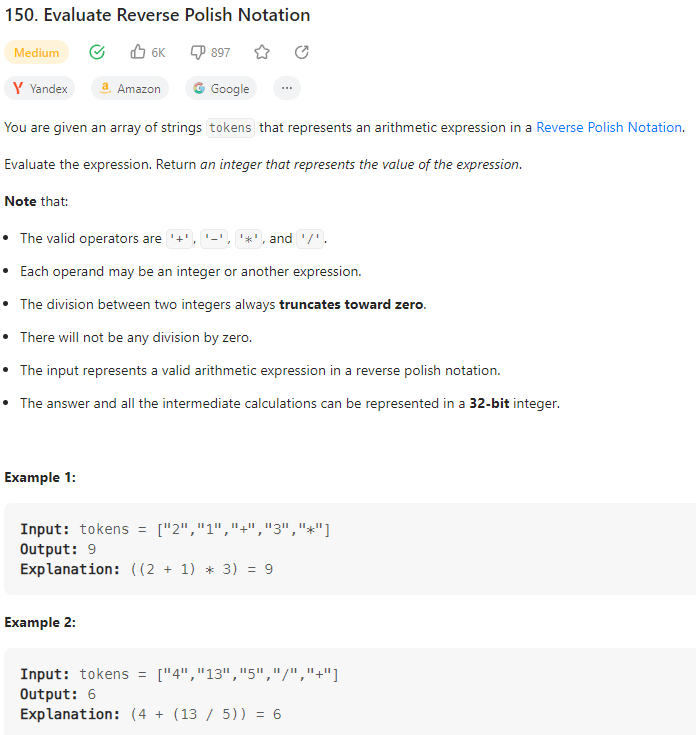 150. Evaluate Reverse Polish Notation
Medium 6K 897
Yandex Amazon Google ...
You are given an array of strings tokens that represents an arithmetic expression in a Reverse Polish Notation.
Evaluate the expression. Return an integer that represents the value of the expression.
Note that:
• The valid operators are '+', '-', '*', and '/'.
• Each operand may be an integer or another expression.
• The division between two integers always truncates toward zero.
• There will not be any division by zero.
• The input represents a valid arithmetic expression in a reverse polish notation.
• The answer and all the intermediate calculations can be represented in a 32-bit integer.
Example 1:
Input: tokens = ["2","1","+","3","*"]
Output: 9
Explanation: ((2 + 1) * 3) = 9
Example 2:
Input: tokens = ["4","13","5","/","+"]
Output: 6
Explanation: (4 + (13 / 5)) = 6